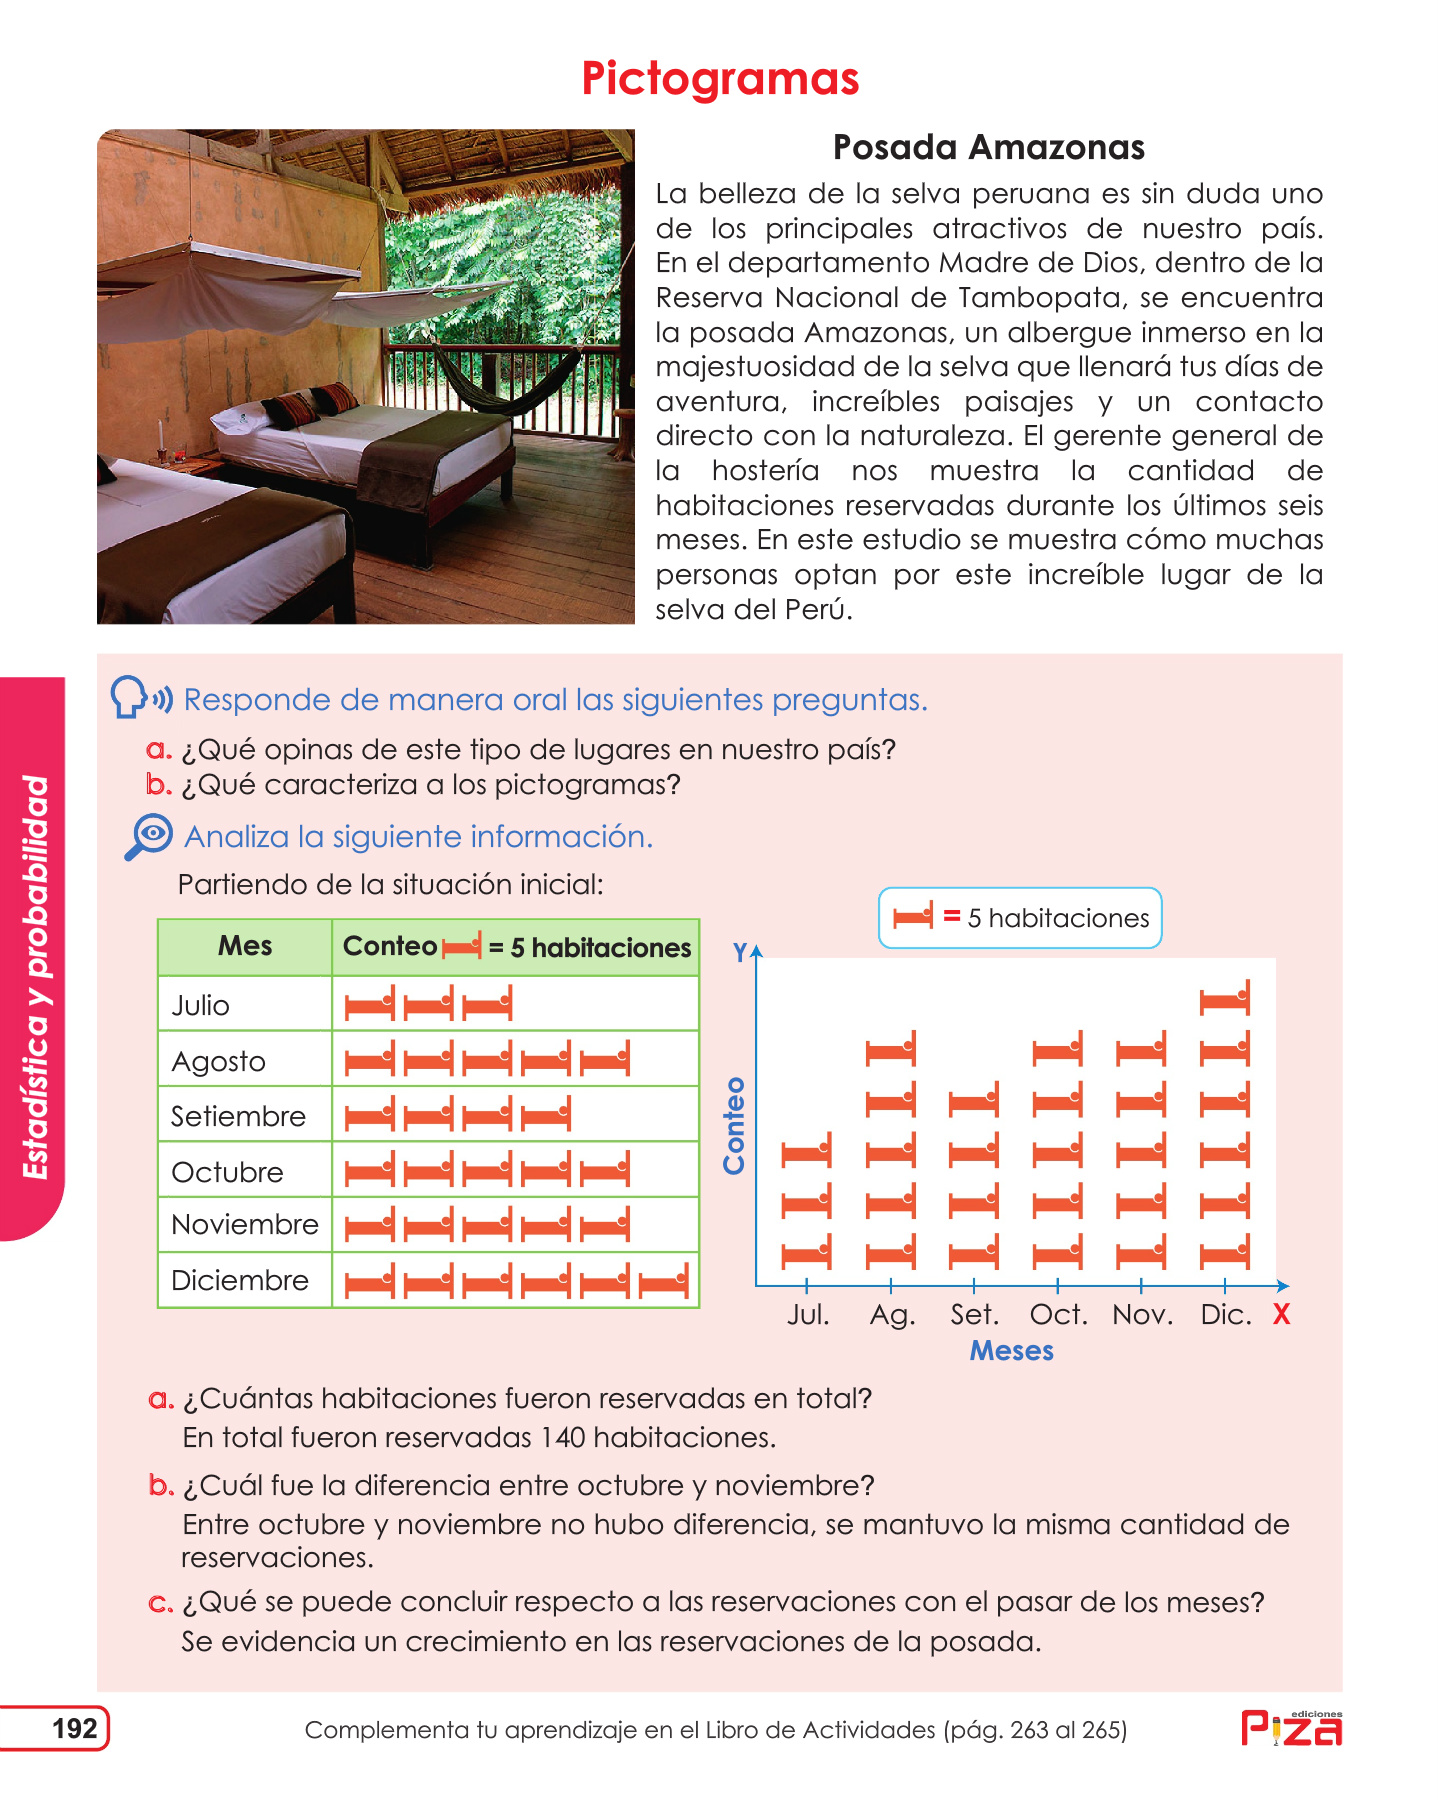 Pictogramas
Posada Amazonas
La belleza de la selva peruana es sin duda uno
de los principales atractivos de nuestro país.
En el departamento Madre de Dios, dentro de la
Reserva Nacional de Tambopata, se encuentra
la posada Amazonas, un albergue inmerso en la
majestuosidad de la selva que llenará tus días de
aventura, increíbles paisajes y un contacto
directo con la naturaleza. El gerente general de
la hostería nos muestra la cantidad de
habitaciones reservadas durante los últimos seis
meses. En este estudio se muestra cómo muchas
personas optan por este increíble lugar de la
selva del Perú.
Responde de manera oral las siguientes preguntas.
a. ¿Qué opinas de este tipo de lugares en nuestro país?
b. ¿Qué caracteriza a los pictogramas?
Analiza la siguiente información.
Partiendo de la situación inicial:
Mes Conteo = 5 habitaciones
Julio
Agosto
Setiembre
Octubre
Noviembre
Diciembre
= 5 habitaciones
Y
Conteo
Jul. Ag. Set. Oct. Nov. Dic. X
Meses
a. ¿Cuántas habitaciones fueron reservadas en total?
En total fueron reservadas 140 habitaciones.
b. ¿Cuál fue la diferencia entre octubre y noviembre?
Entre octubre y noviembre no hubo diferencia, se mantuvo la misma cantidad de
reservaciones.
c. ¿Qué se puede concluir respecto a las reservaciones con el pasar de los meses?
Se evidencia un crecimiento en las reservaciones de la posada.
Estadística y probabilidad
192
Complementa tu aprendizaje en el Libro de Actividades (pág. 263 al 265)
ediciones
Piza